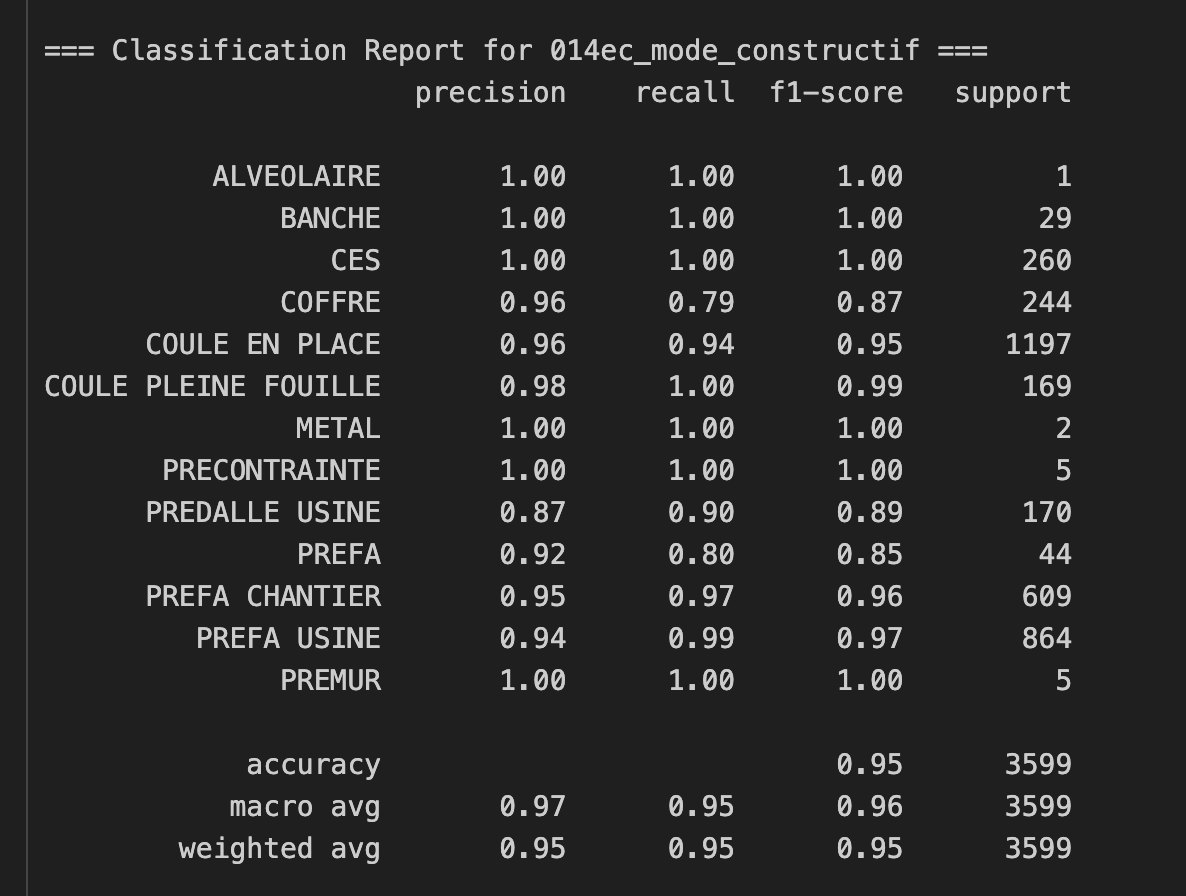 === Classification Report for 014ec_mode_constructif ===
precision recall f1-score support
ALVEOLAIRE 1.00 1.00 1.00 1
BANCHE 1.00 1.00 1.00 29
CES 1.00 1.00 1.00 260
COFFRE 0.96 0.79 0.87 244
COULE EN PLACE 0.96 0.94 0.95 1197
COULE PLEINE FOUILLE 0.98 1.00 0.99 169
METAL 1.00 1.00 1.00 2
PRECONTRAINTE 1.00 1.00 1.00 5
PREDALLE USINE 0.87 0.90 0.89 170
PREFA 0.92 0.80 0.85 44
PREFA CHANTIER 0.95 0.97 0.96 609
PREFA USINE 0.94 0.99 0.97 864
PREMUR 1.00 1.00 1.00 5
accuracy 0.95 3599
macro avg 0.97 0.95 0.96 3599
weighted avg 0.95 0.95 0.95 3599